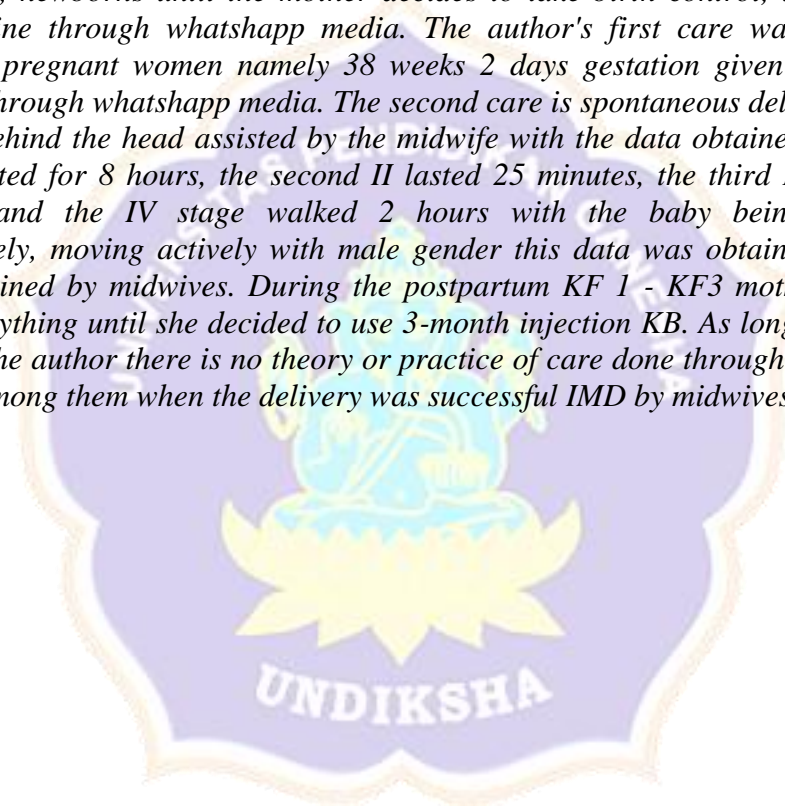 newborns until the mother decides to take birth control,
ine through whatshapp media. The author's first care wa
pregnant women namely 38 weeks 2 days gestation given
hrough whatshapp media. The second care is spontaneous del
ehind the head assisted by the midwife with the data obtaine
ted for 8 hours, the second II lasted 25 minutes, the third
and the IV stage walked 2 hours with the baby bein
ely, moving actively with male gender this data was obtain
ined by midwives. During the postpartum KF 1 - KF3 mot
ything until she decided to use 3-month injection KB. As long
he author there is no theory or practice of care done through
mong them when the delivery was successful IMD by midwives
UNIVERSITAS PENDIDIKAN GANESHA
UNDIKSHA